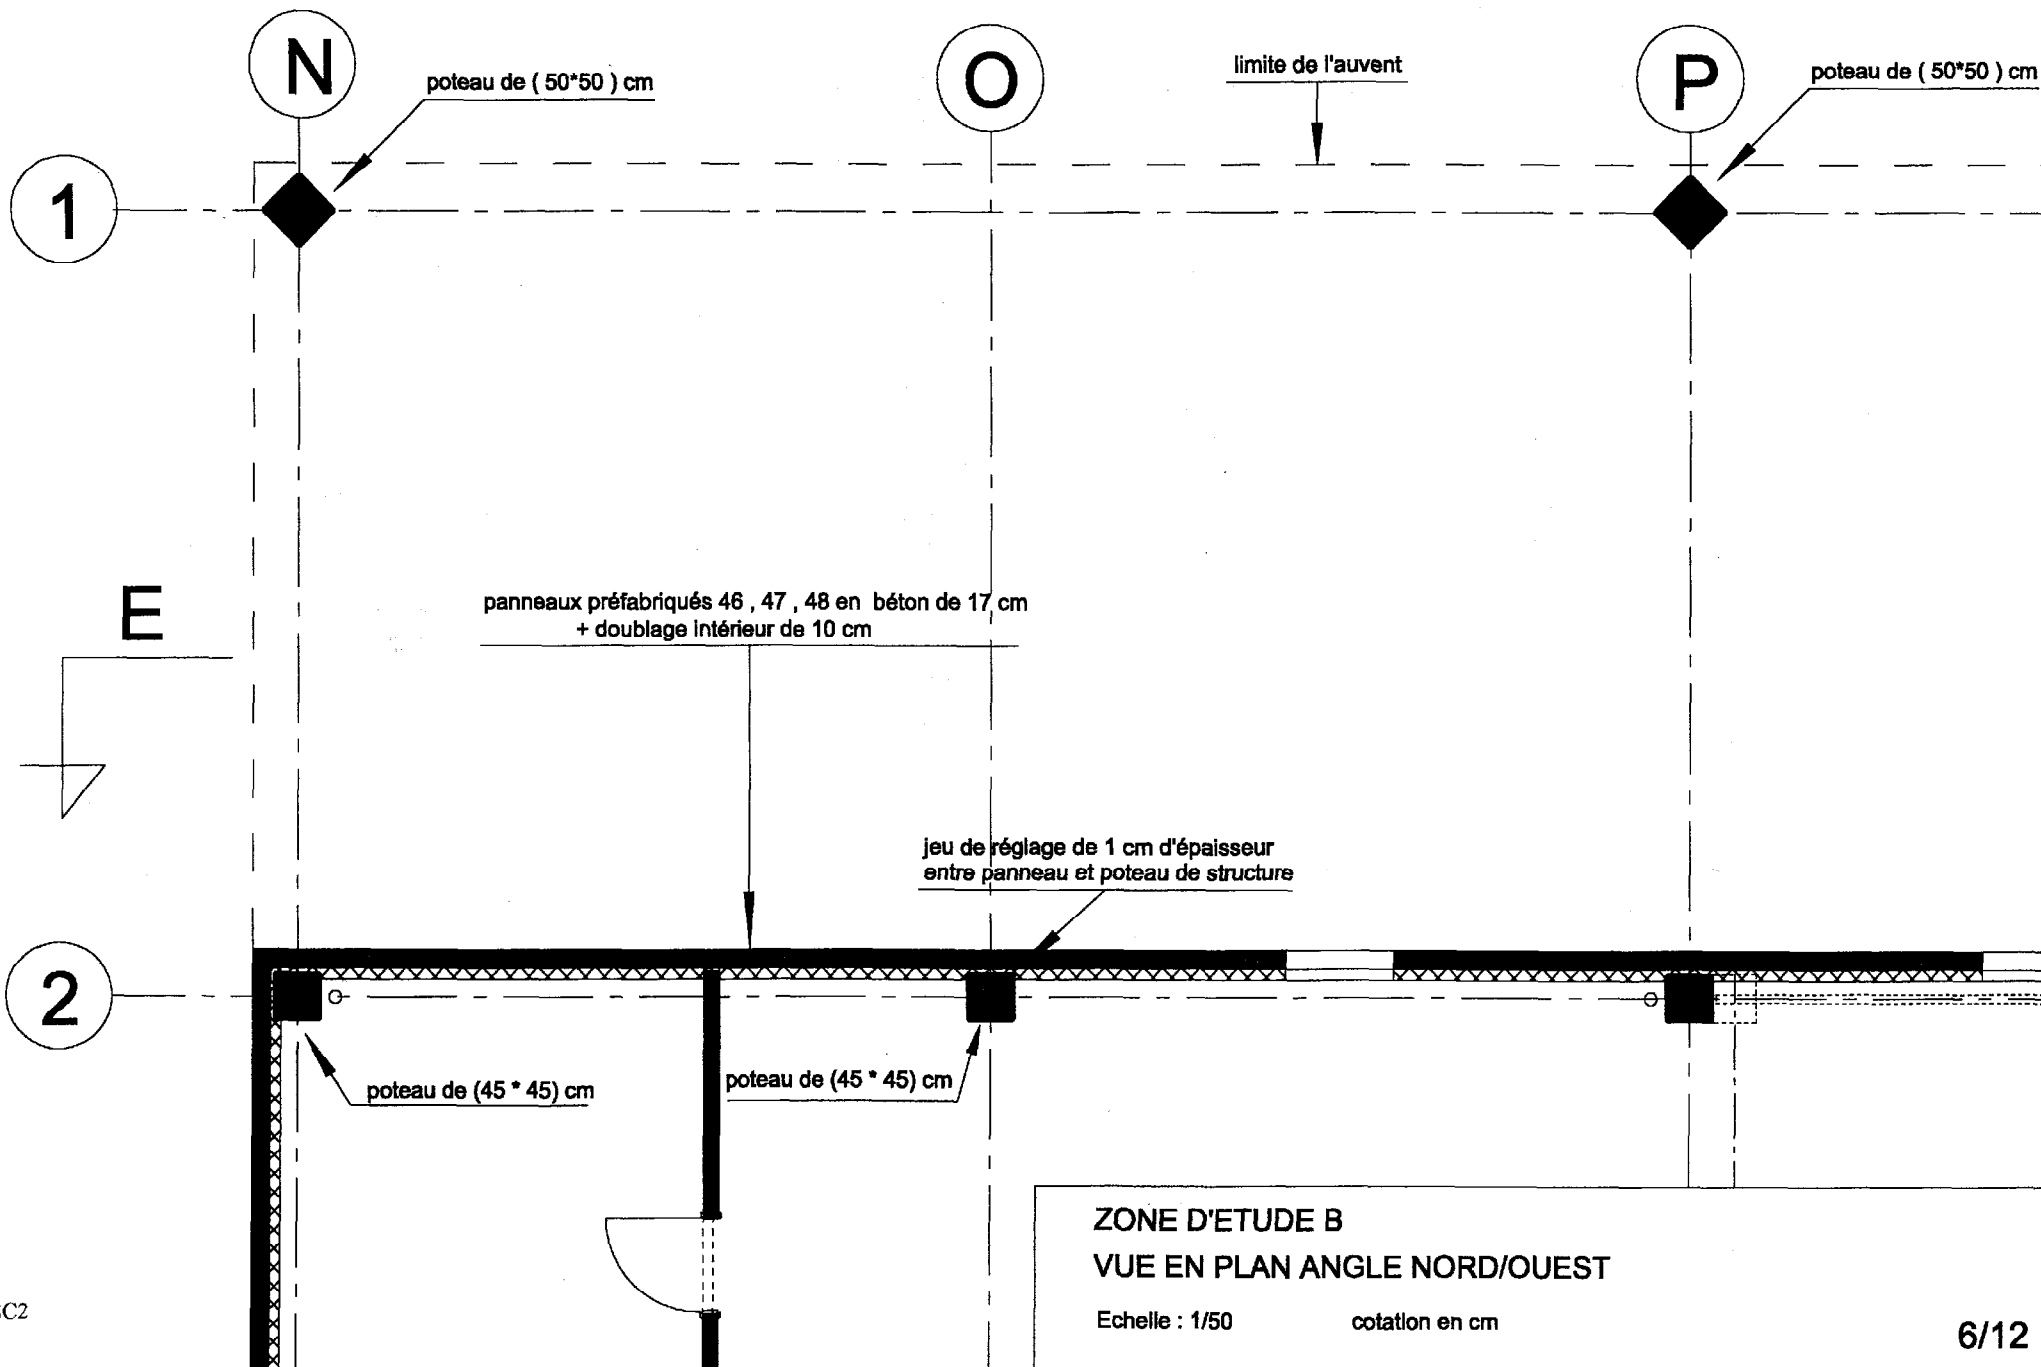 N
O
P
poteau de ( 50*50 ) cm
limite de l'auvent
poteau de ( 50*50 ) cm
1
E
panneaux préfabriqués 46 , 47 , 48 en béton de 17 cm
+ doublage intérieur de 10 cm
jeu de réglage de 1 cm d'épaisseur
entre panneau et poteau de structure
2
poteau de (45 * 45) cm
poteau de (45 * 45) cm
ZONE D'ETUDE B
VUE EN PLAN ANGLE NORD/OUEST
Echelle : 1/50 cotation en cm
6/12